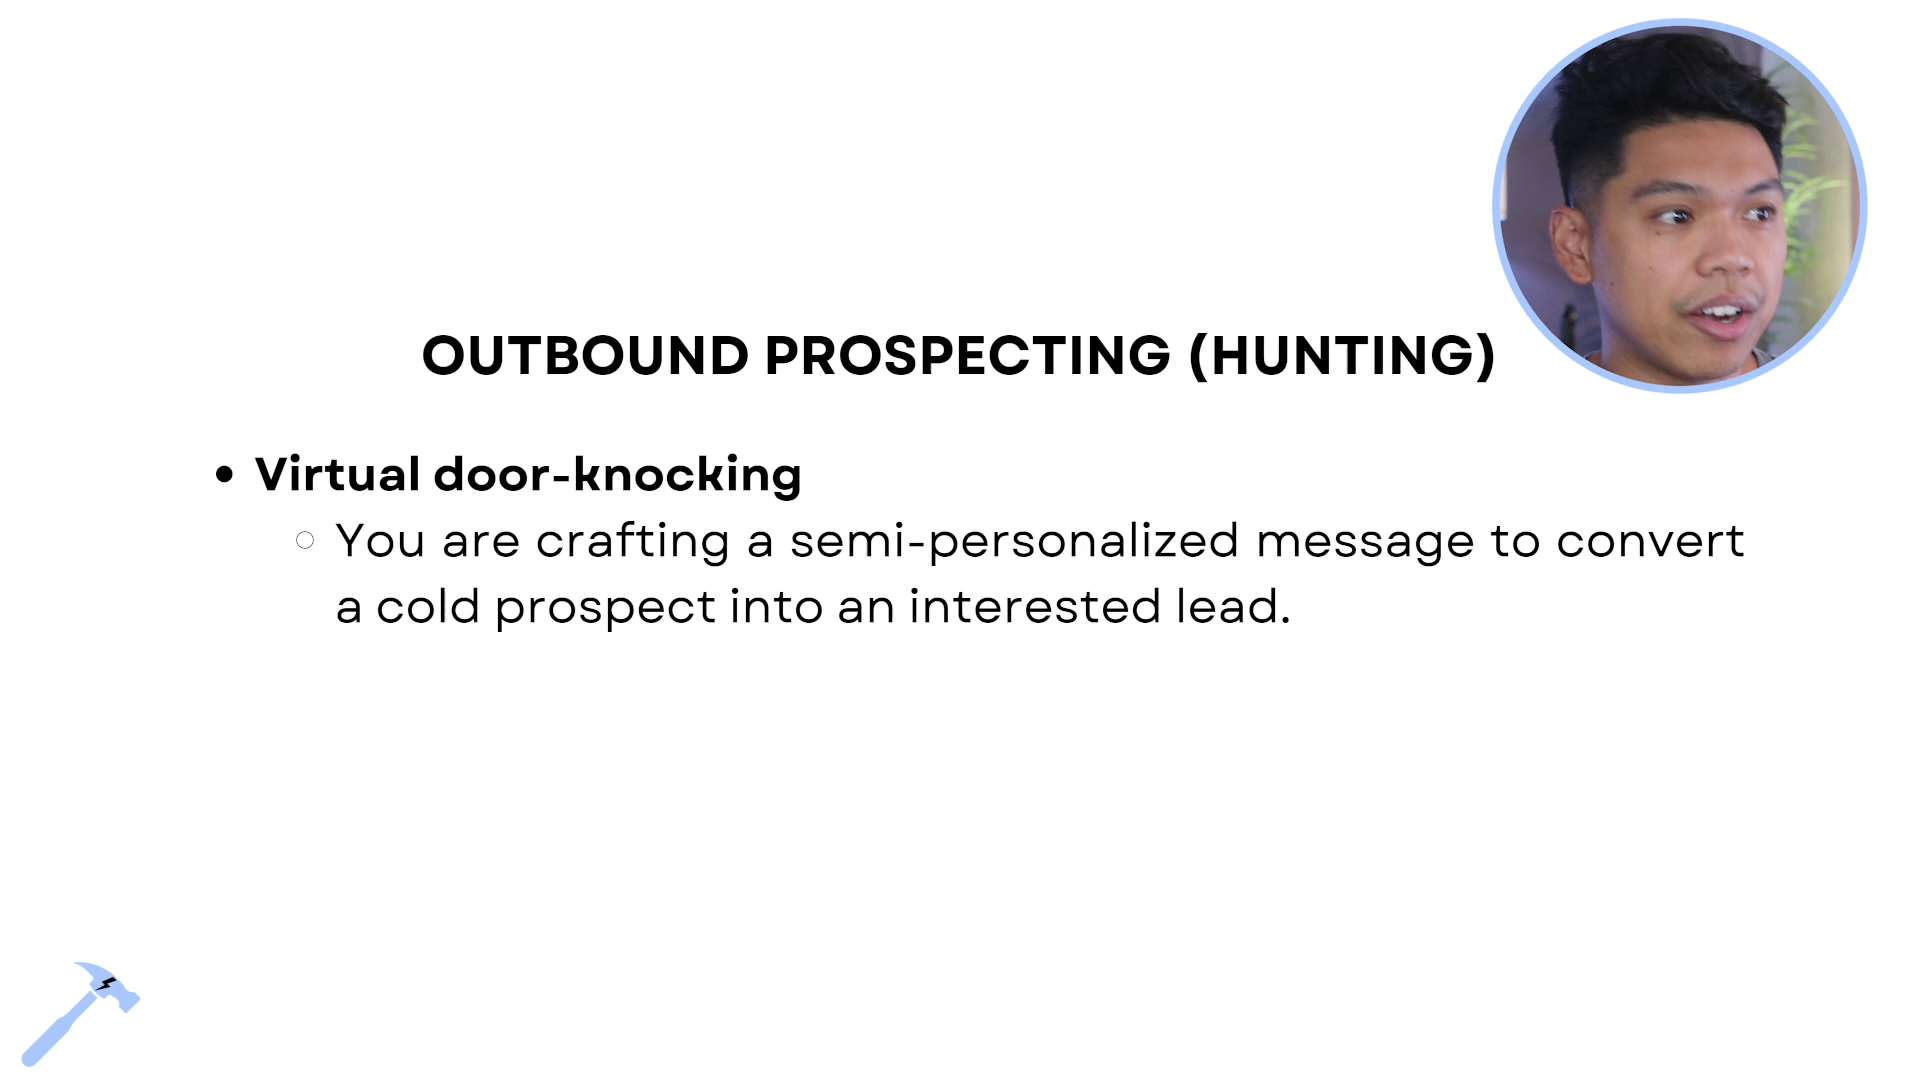 OUTBOUND PROSPECTING (HUNTING)
Virtual door-knocking
You are crafting a semi-personalized message to convert
a cold prospect into an interested lead.